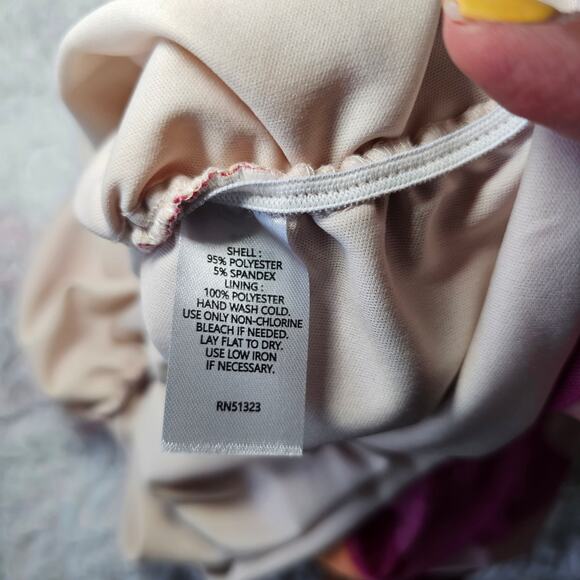 SHELL :
95% POLYESTER
5% SPANDEX
LINING :
100% POLYESTER
HAND WASH COLD.
USE ONLY NON-CHLORINE
BLEACH IF NEEDED.
LAY FLAT TO DRY.
USE LOW IRON
IF NECESSARY.
RN51323